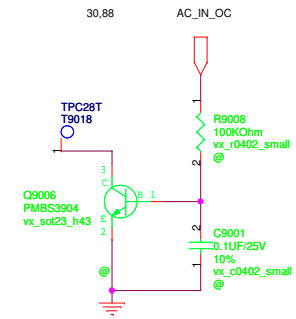 30,88 AC_IN_OC
1
TPC28T
T9018
R9008
100KOhm
vx_r0402_small
@
1
2
3
C
Q9006
PMBS3904
vx_sot23_h43
B 1
E
2
2
C9001
0.1UF/25V
10%
vx_c0402_small
@
1
@